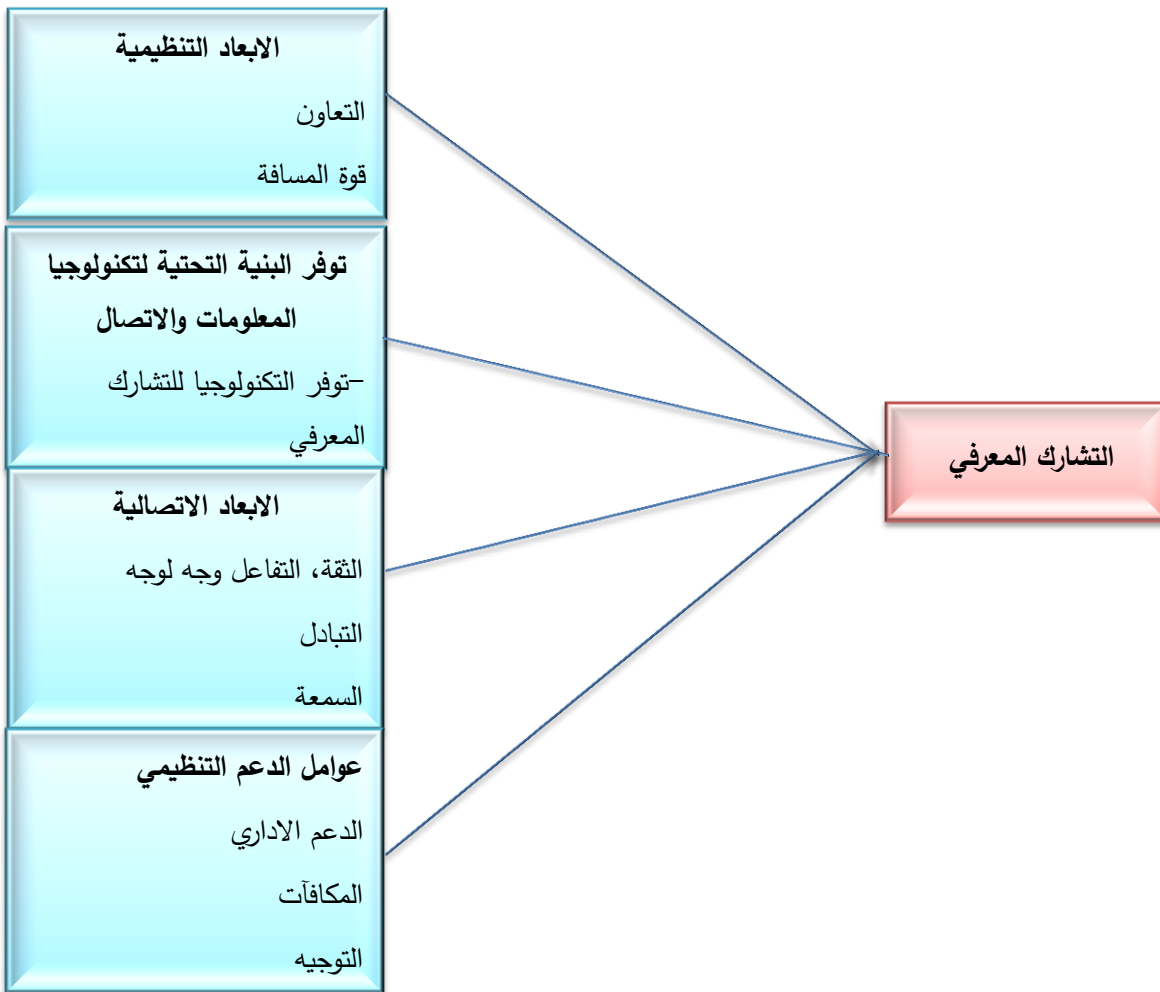 الابعاد التنظيمية
التعاون
قوة المسافة
توفر البنية التحتية لتكنولوجيا
المعلومات والاتصال
-توفر التكنولوجيا للتشارك
المعرفي
الابعاد الاتصالية
الثقة، التفاعل وجه لوجه
التبادل
السمعة
عوامل الدعم التنظيمي
الدعم الاداري
المكافآت
التوجيه
التشارك المعرفي